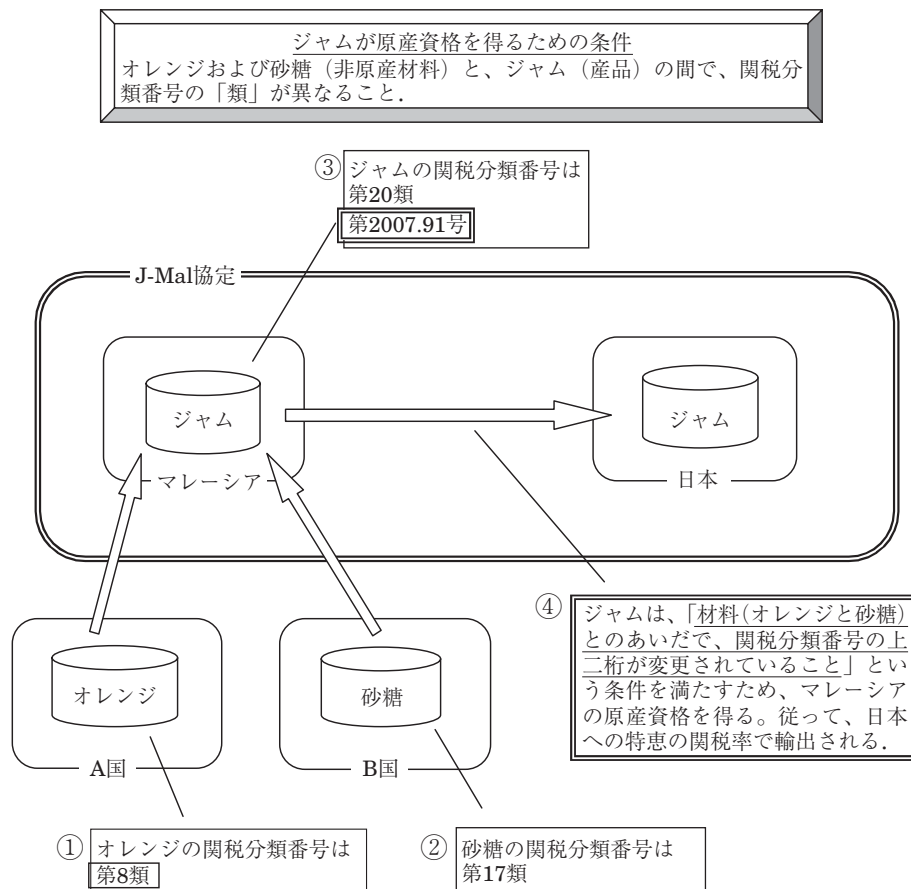 ジャムが原産資格を得るための条件
オレンジおよび砂糖（非原産材料）と、ジャム（産品）の間で、関税分
類番号の「類」が異なること．
③
ジャムの関税分類番号は
第20類
第2007.91号
J-Mal協定
ジャム
マレーシア
ジャム
日本
オレンジ
A国
砂糖
B国
④
ジャムは、「材料（オレンジと砂糖）
とのあいだで、関税分類番号の上
二桁が変更されていること」とい
う条件を満たすため、マレーシア
の原産資格を得る。従って、日本
への特恵の関税率で輸出される．
①
オレンジの関税分類番号は
第8類
②
砂糖の関税分類番号は
第17類